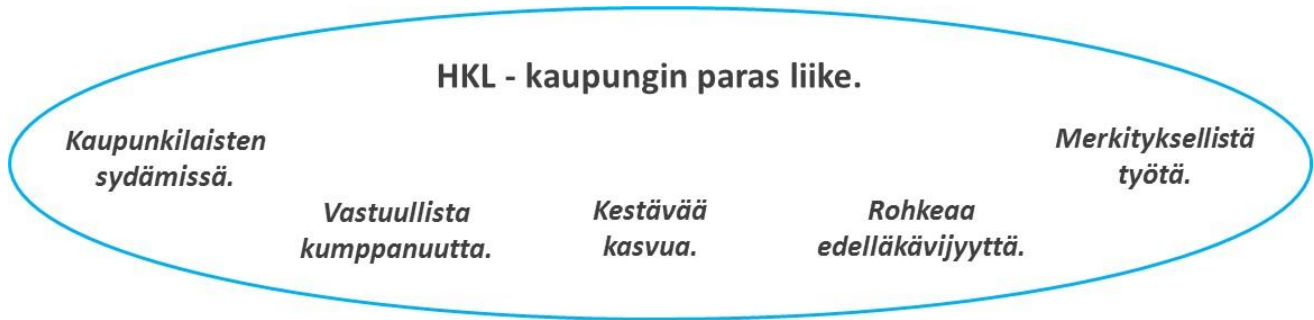 HKL - kaupungin paras liike.
Kaupunkilaisten
sydämissä.
Vastuullista
kumppanuutta.
Kestävää
kasvua.
Rohkeaa
edelläkävijyyttä.
Merkityksellistä
työtä.